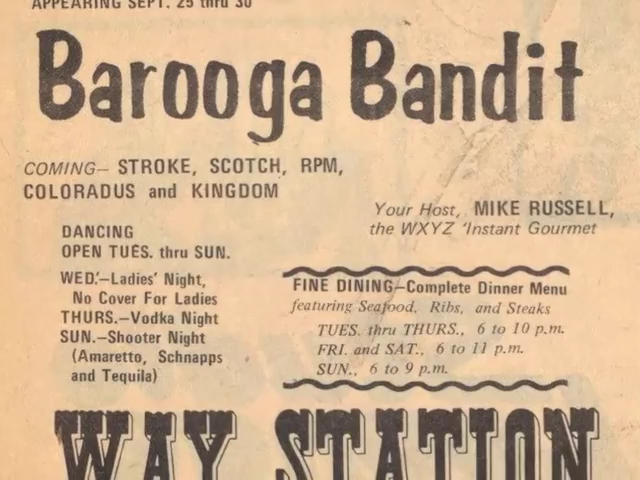 APPEARING SEPT. 25 thru 30
Barooga Bandit
COMING— STROKE, SCOTCH, RPM,
COLORADUS and KINGDOM
Your Host, MIKE RUSSELL,
the WXYZ 'Instant Gourmet
DANCING
OPEN TUES. thru SUN.
WED.—Ladies' Night,
No Cover For Ladies
THURS.—Vodka Night
SUN.—Shooter Night
(Amaretto, Schnapps
and Tequila)
FINE DINING—Complete Dinner Menu
featuring Seafood, Ribs, and Steaks
TUES. thru THURS., 6 to 10 p.m.
FRI. and SAT., 6 to 11 p.m.
SUN., 6 to 9 p.m.
WAY STATION